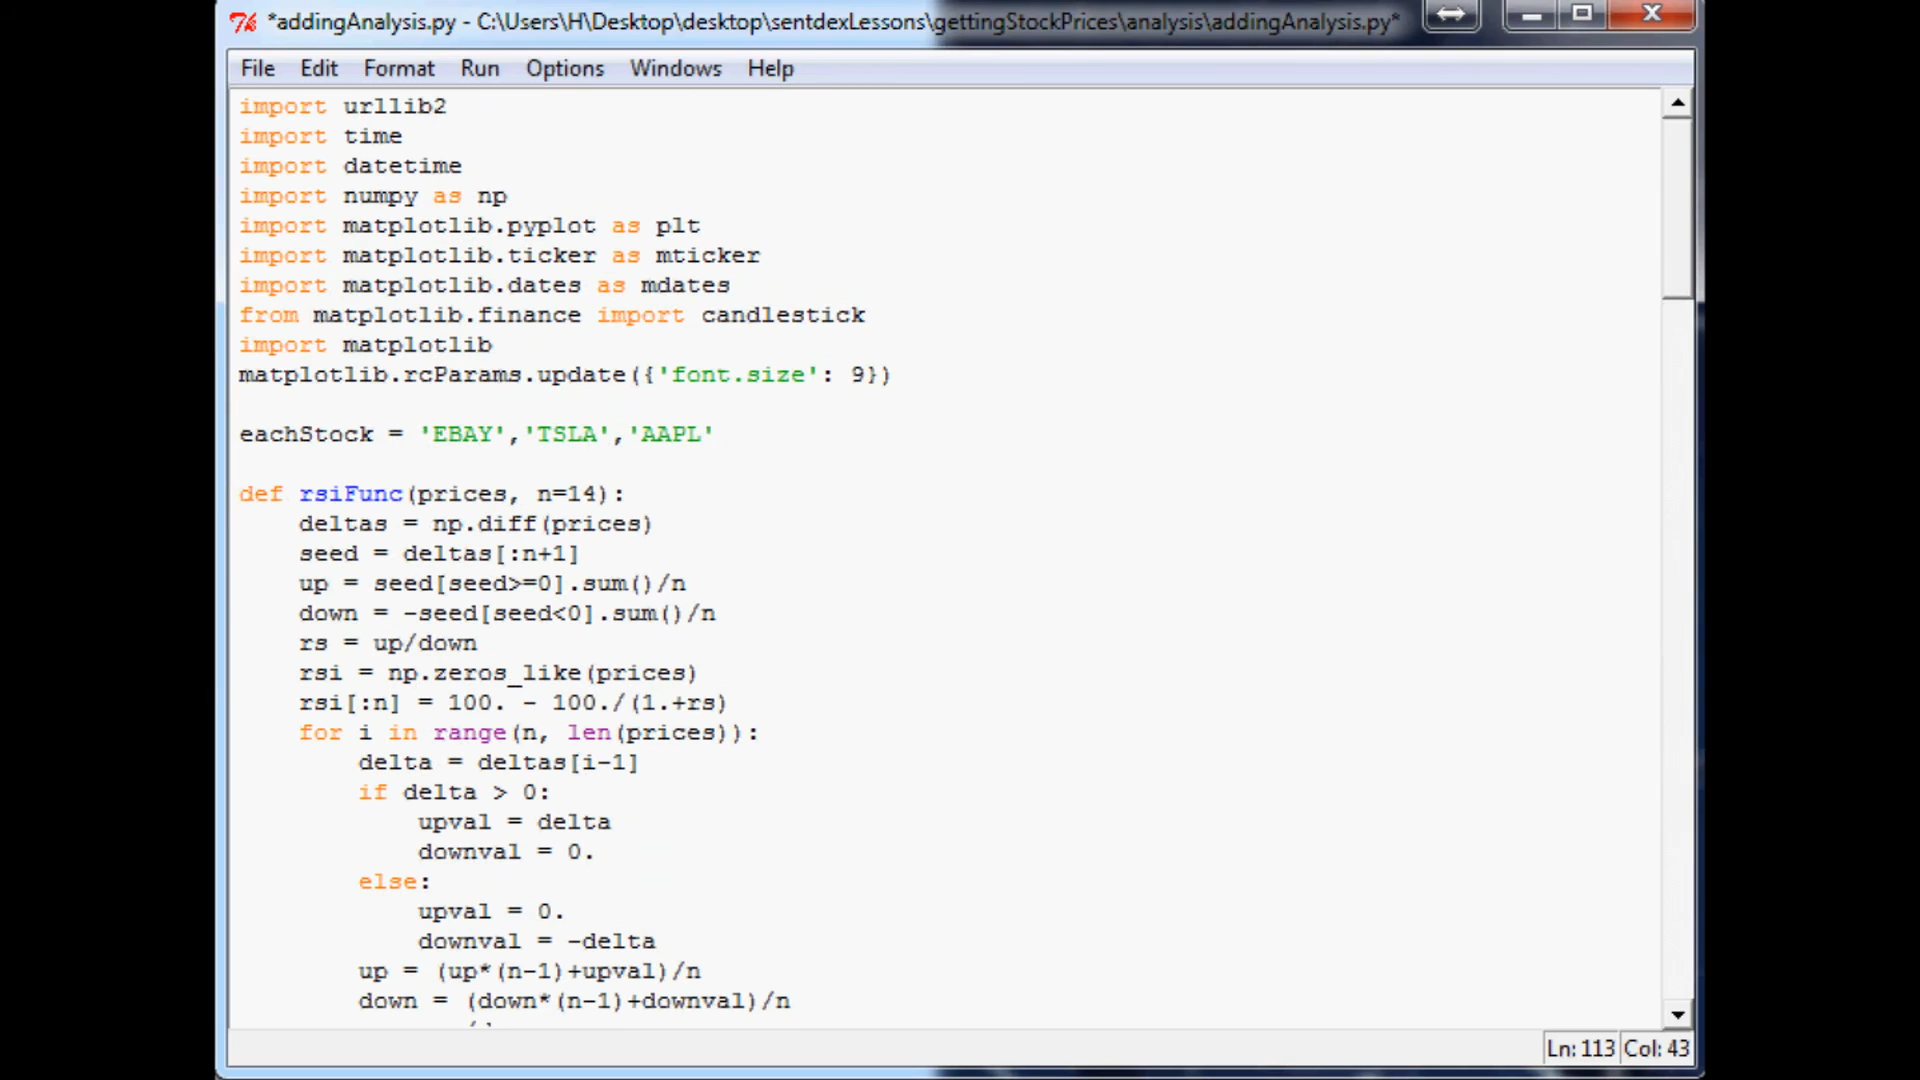 *addingAnalysis.py - C:\Users\H\Desktop\desktop\sentdexLessons\gettingStockPrices\analysis\addingAnalysis.py*
File Edit Format Run Options Windows Help
import urllib2
import time
import datetime
import numpy as np
import matplotlib.pyplot as plt
import matplotlib.ticker as mticker
import matplotlib.dates as mdates
from matplotlib.finance import candlestick
import matplotlib
matplotlib.rcParams.update({'font.size': 9})
eachStock = 'EBAY','TSLA','AAPL'
def rsiFunc(prices, n=14):
    deltas = np.diff(prices)
    seed = deltas[:n+1]
    up = seed[seed>=0].sum()/n
    down = -seed[seed<0].sum()/n
    rs = up/down
    rsi = np.zeros_like(prices)
    rsi[:n] = 100. - 100./(1.+rs)
    for i in range(n, len(prices)):
        delta = deltas[i-1]
        if delta > 0:
            upval = delta
            downval = 0.
        else:
            upval = 0.
            downval = -delta
        up = (up*(n-1)+upval)/n
        down = (down*(n-1)+downval)/n
Ln: 113 Col: 43